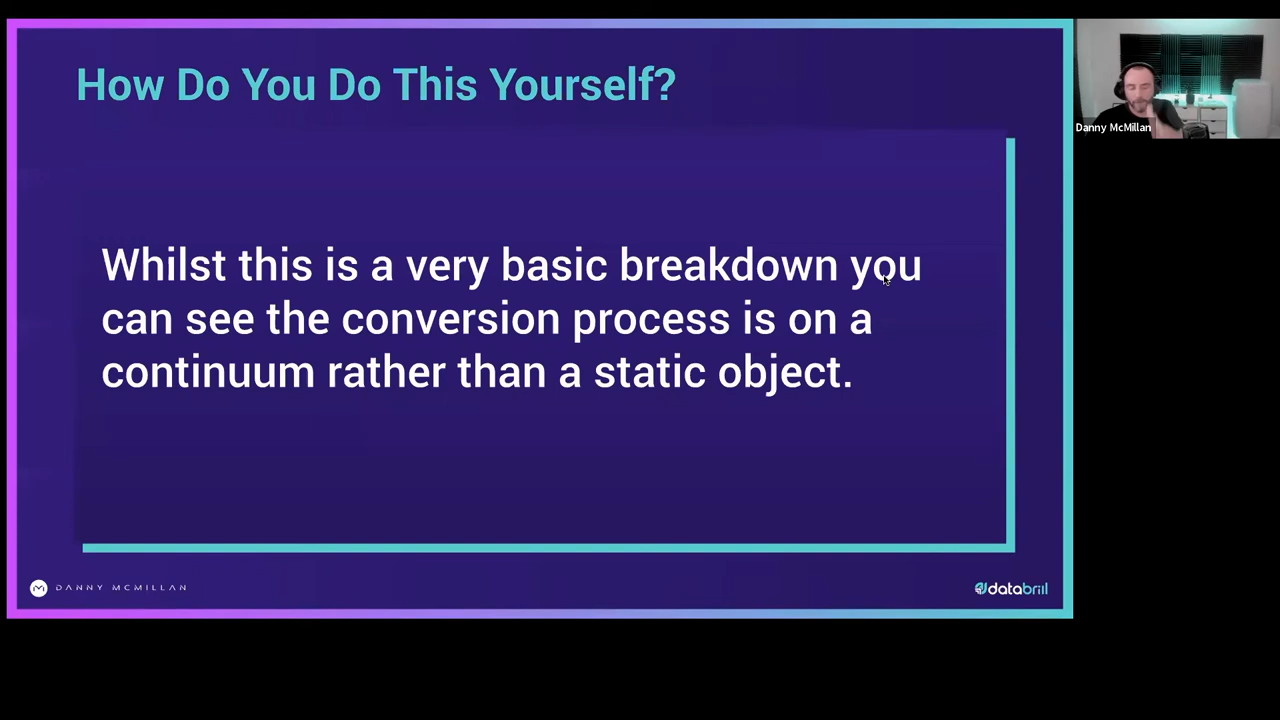 How Do You Do This Yourself?
Whilst this is a very basic breakdown you
can see the conversion process is on a
continuum rather than a static object.
DANNY MCMILLAN
databrill
Danny McMillan